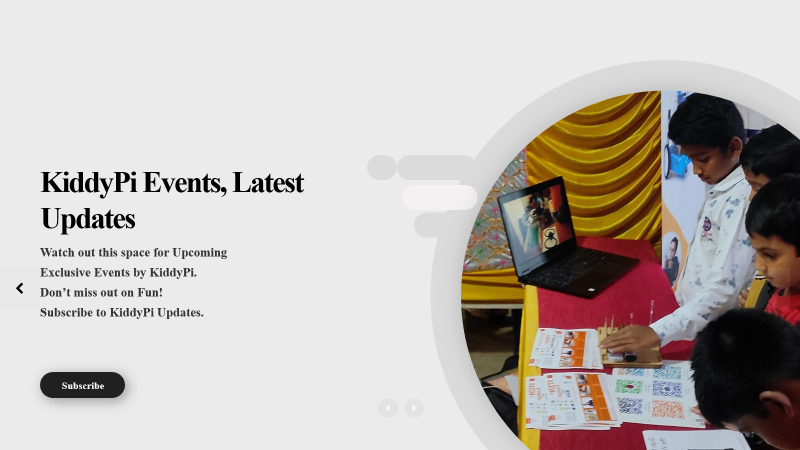 KiddyPi Events, Latest
Updates
Watch out this space for Upcoming
Exclusive Events by KiddyPi.
Don't miss out on Fun!
Subscribe to KiddyPi Updates.
Subscribe